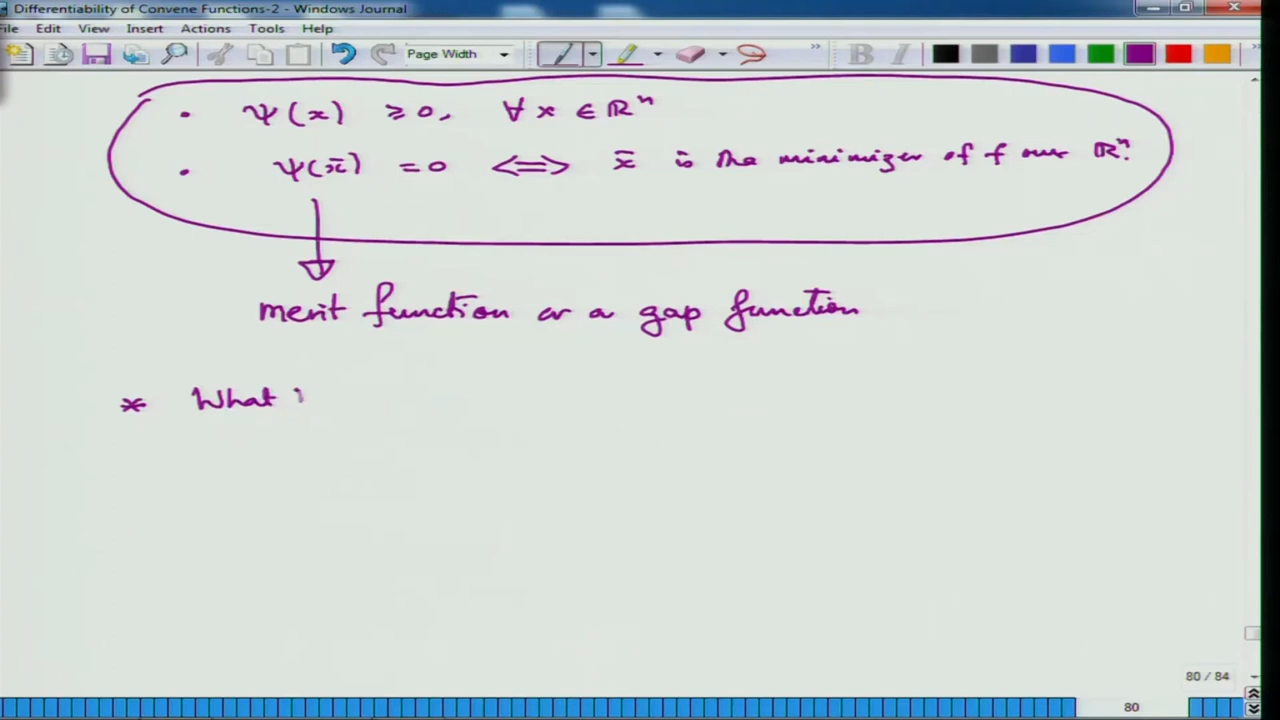 Differentiability of Convene Functions-2 - Windows Journal
File Edit View Insert Actions Tools Help
Page Width B I
• Ψ(x) ≥ 0, ∀ x ∈ ℝⁿ
• Ψ(x̄) = 0 ⟺ x̄ is the minimizer of f over ℝⁿ.
merit function or a gap function
* What
80 / 84
80